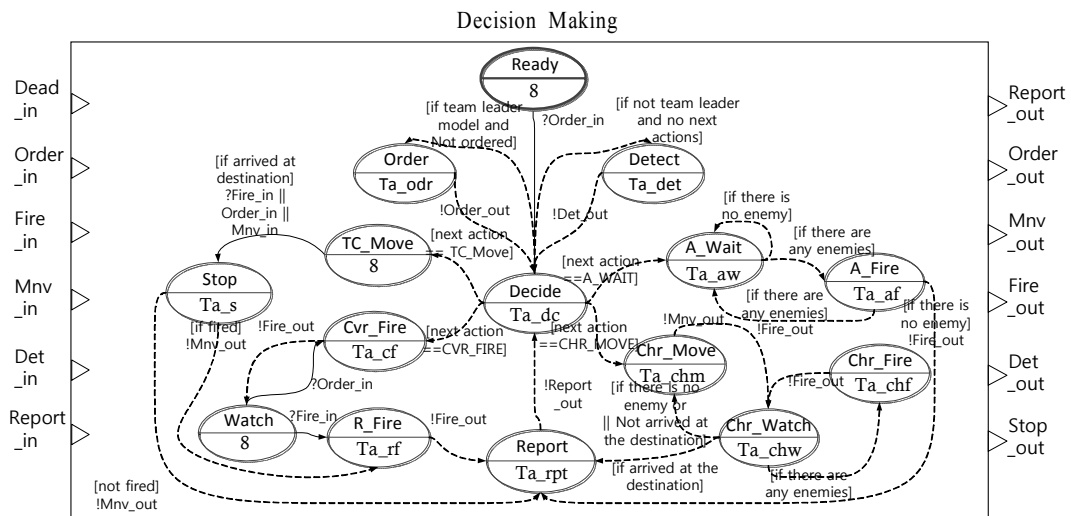 Decision Making
Dead
_in
Order
_in
Fire
_in
Mnv
_in
Det
_in
Report
_in
Ready
8
?Order_in
[if team leader
model and
Not ordered]
[if not team leader
and no next
actions]
Order
Ta_odr
!Order_out
Detect
Ta_det
!Det_out
[if arrived at
destination]
?Fire_in ||
Order_in ||
Mnv_in
TC_Move
8
[next action
==TC_Move]
Stop
Ta_s
[if fired]
!Mnv_out
Decide
Ta_dc
[next action
==A_WAIT]
[if there is
no enemy]
A_Wait
Ta_aw
[if there are
any enemies]
A_Fire
Ta_af
[if there are
any enemies]
!Fire_out
[if there is
no enemy]
!Fire_out
!Fire_out
Cvr_Fire
Ta_cf
[next action
==CVR_FIRE]
[next action
==CHR_MOVE]
!Mnv_out
Chr_Move
Ta_chm
Chr_Fire
Ta_chf
!Fire_out
?Order_in
!Report
_out
[if there is no
enemy or
|| Not arrived at
the destination]
Watch
8
?Fire_in
R_Fire
Ta_rf
!Fire_out
Report
Ta_rpt
Chr_Watch
Ta_chw
[if arrived at the
destination]
[if there are
any enemies]
[not fired]
!Mnv_out
Report
_out
Order
_out
Mnv
_out
Fire
_out
Det
_out
Stop
_out